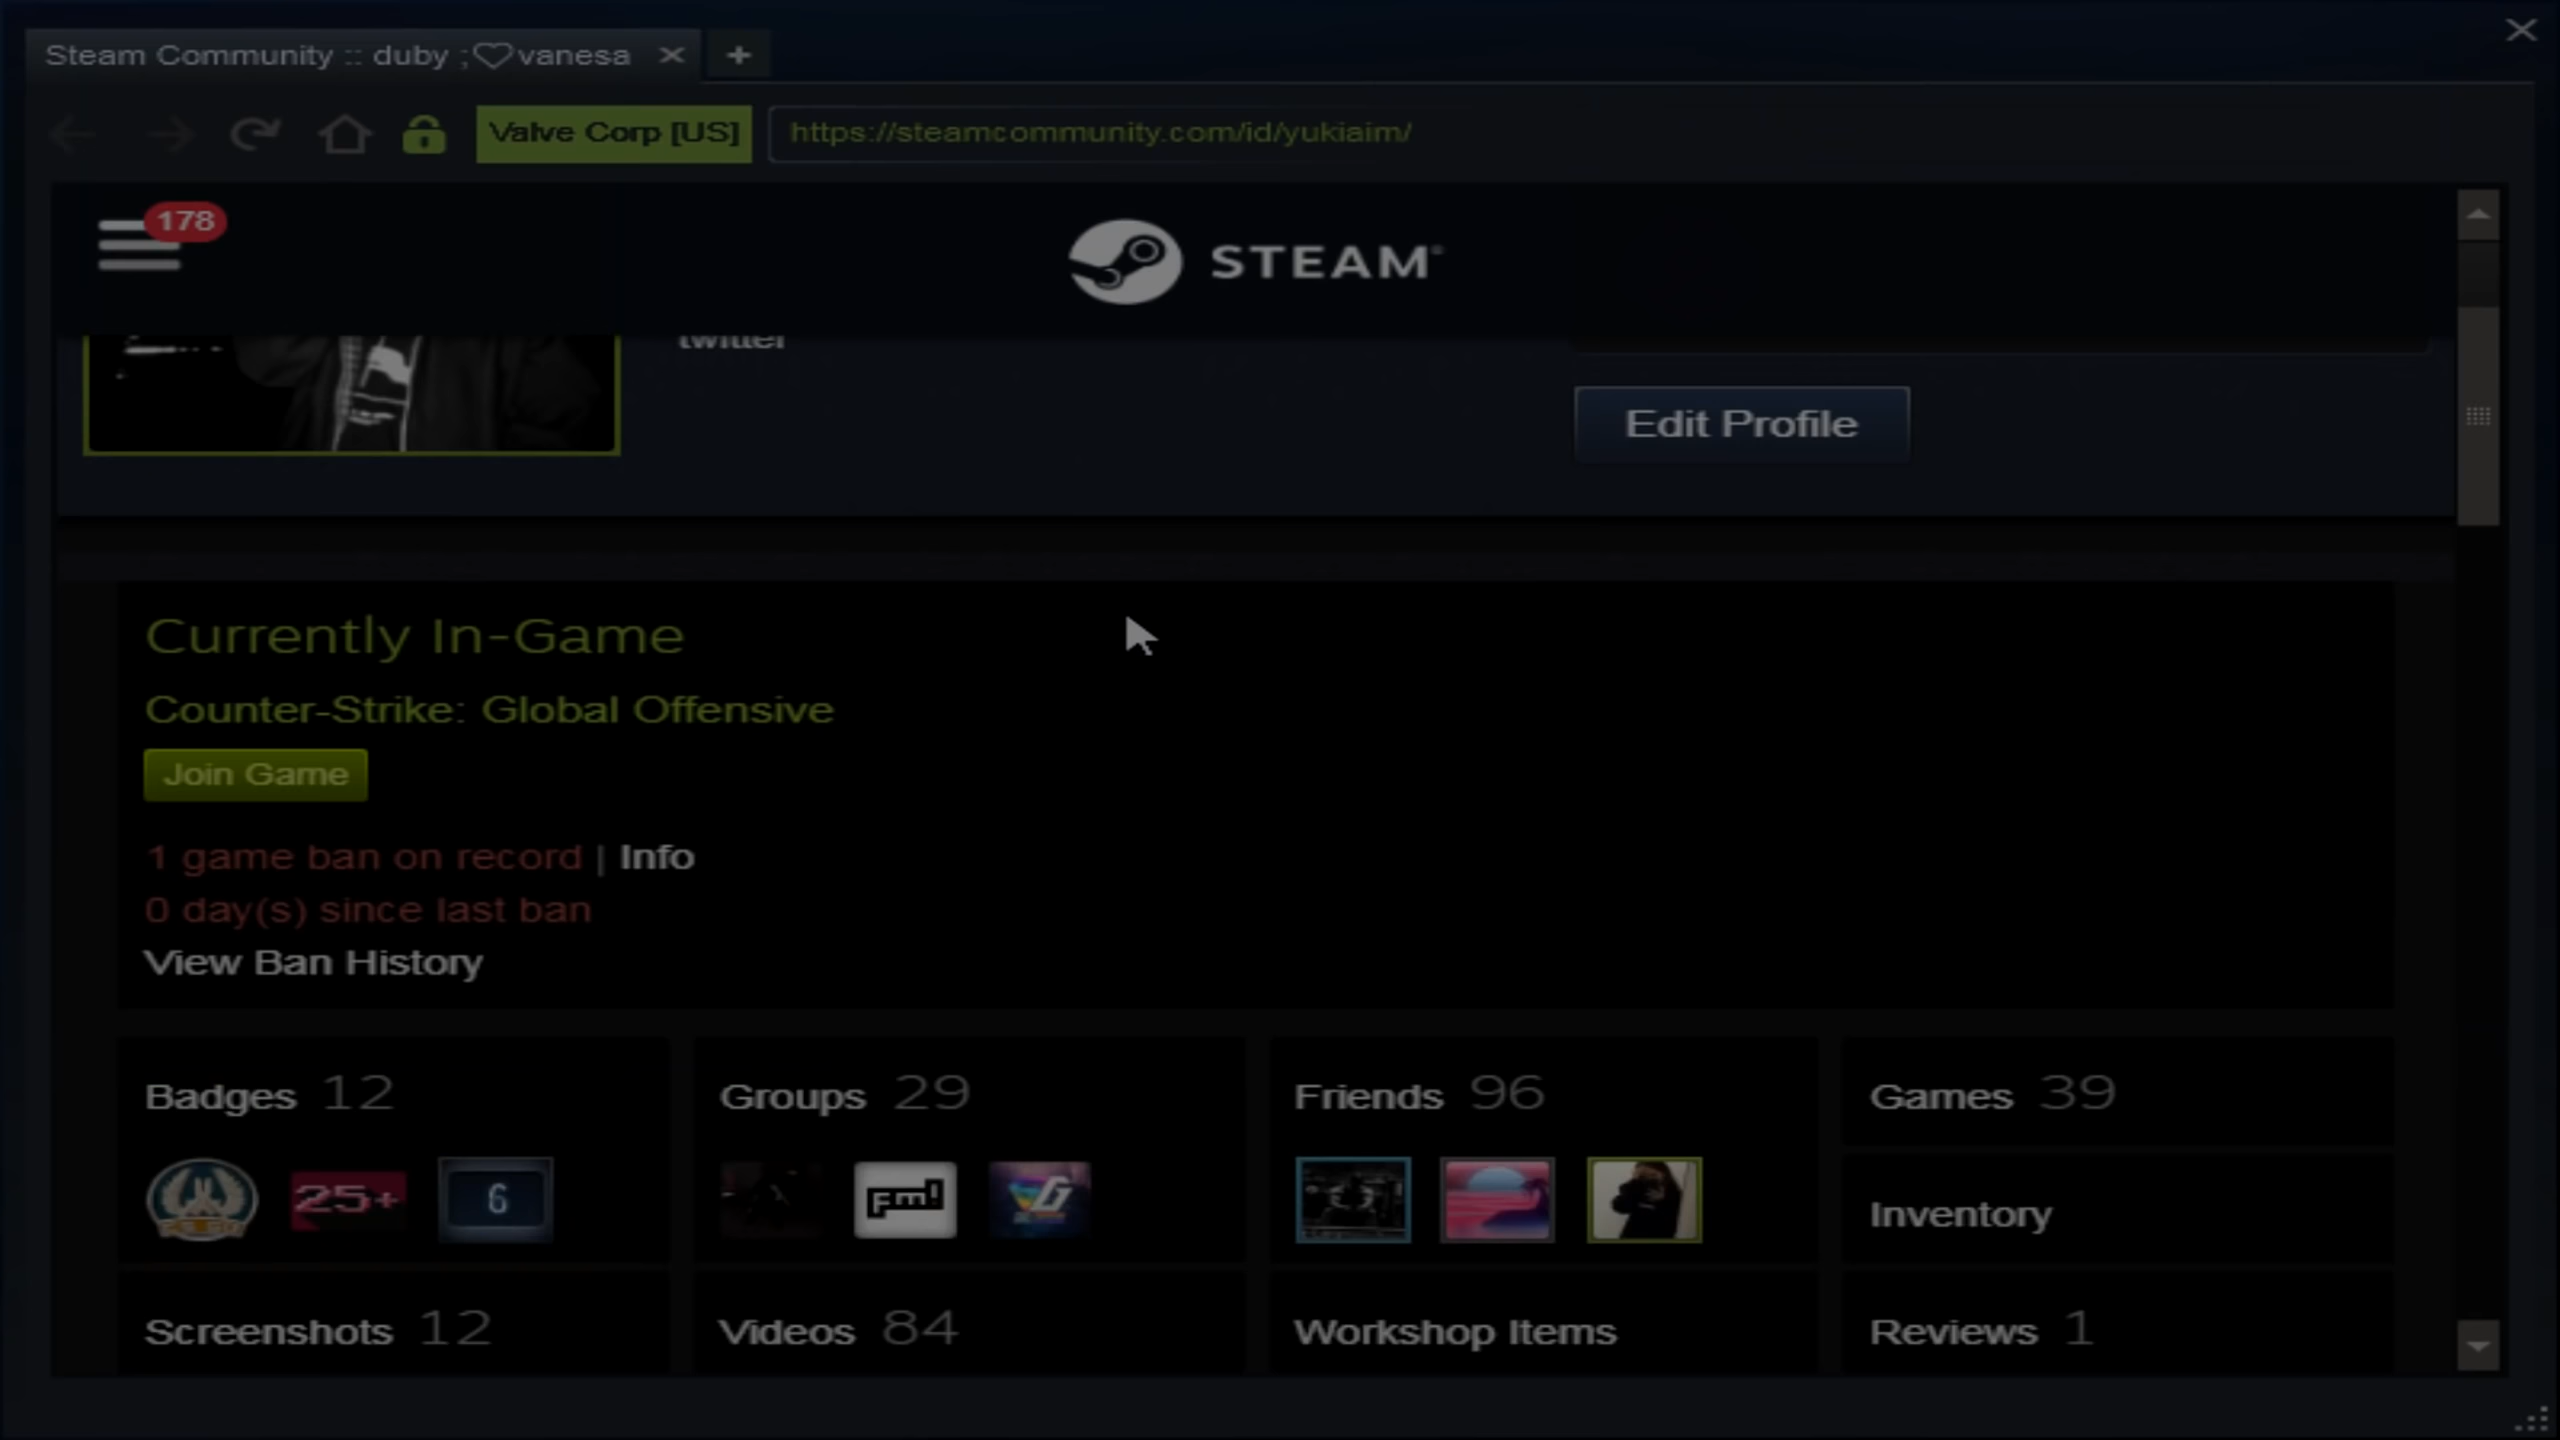 Steam Community :: duby ;♡vanesa
Valve Corp [US] https://steamcommunity.com/id/yukiaim/
178
STEAM®
twitter
Edit Profile
Currently In-Game
Counter-Strike: Global Offensive
Join Game
1 game ban on record | Info
0 day(s) since last ban
View Ban History
Badges 12
Groups 29
Friends 96
Games 39
25+
6
Fml!
Inventory
Screenshots 12
Videos 84
Workshop Items
Reviews 1